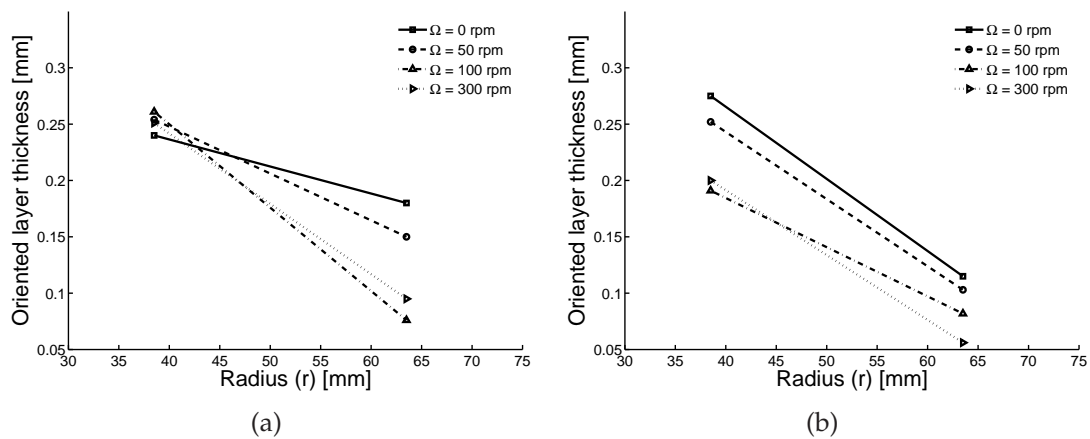 Oriented layer thickness [mm]
0.3
0.25
0.2
0.15
0.1
0.05
30 35 40 45 50 55 60 65 70 75
Radius (r) [mm]
Ω = 0 rpm
Ω = 50 rpm
Ω = 100 rpm
Ω = 300 rpm
(a)
Oriented layer thickness [mm]
0.3
0.25
0.2
0.15
0.1
0.05
30 35 40 45 50 55 60 65 70 75
Radius (r) [mm]
Ω = 0 rpm
Ω = 50 rpm
Ω = 100 rpm
Ω = 300 rpm
(b)